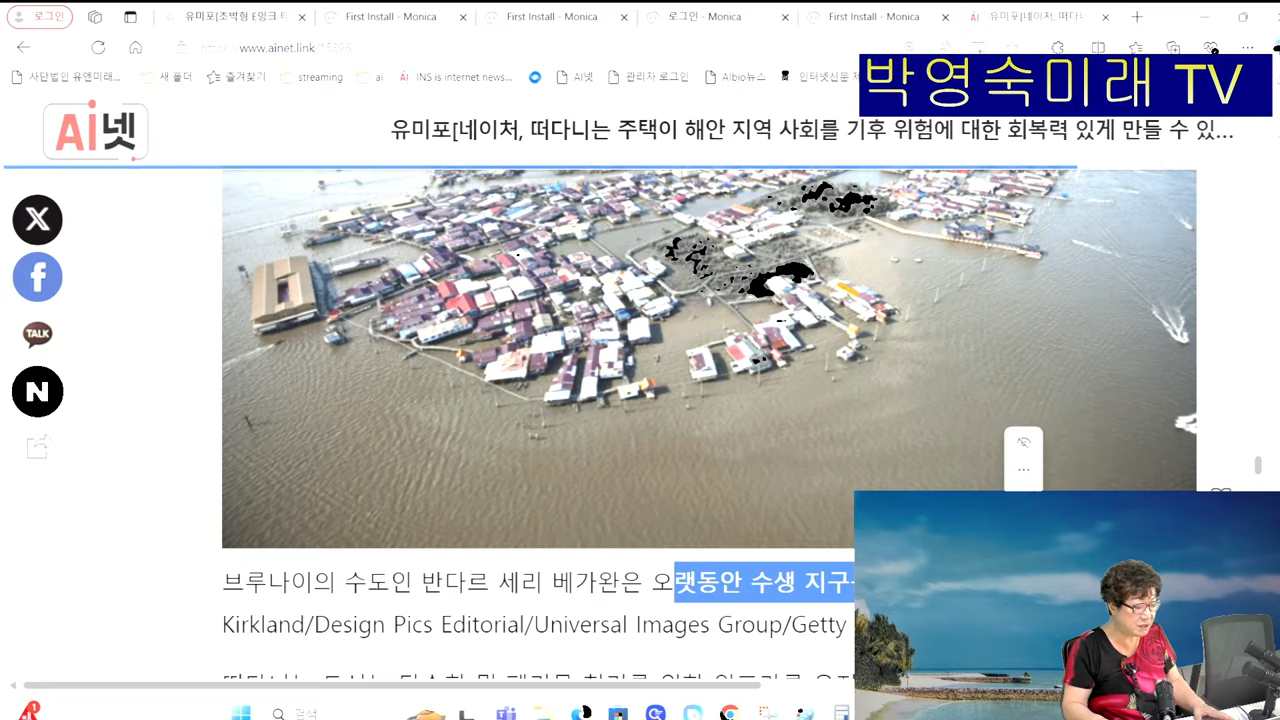 로그인
유미포[조박형 E잉크 티
First Install - Monica
First Install - Monica
로그인 - Monica
First Install - Monica
유미포[네이처, 떠다니
https://www.ainet.link/15696
사단법인 유엔미래...
새 폴더
즐겨찾기
streaming
ai
INS is internet news...
AI넷
관리자 로그인
AIbio뉴스
인터넷신문 제
박영숙미래 TV
Ai넷
유미포[네이처, 떠다니는 주택이 해안 지역 사회를 기후 위험에 대한 회복력 있게 만들 수 있...
TALK
N
브루나이의 수도인 반다르 세리 베가완은 오랫동안 수생 지구
Kirkland/Design Pics Editorial/Universal Images Group/Getty
검색